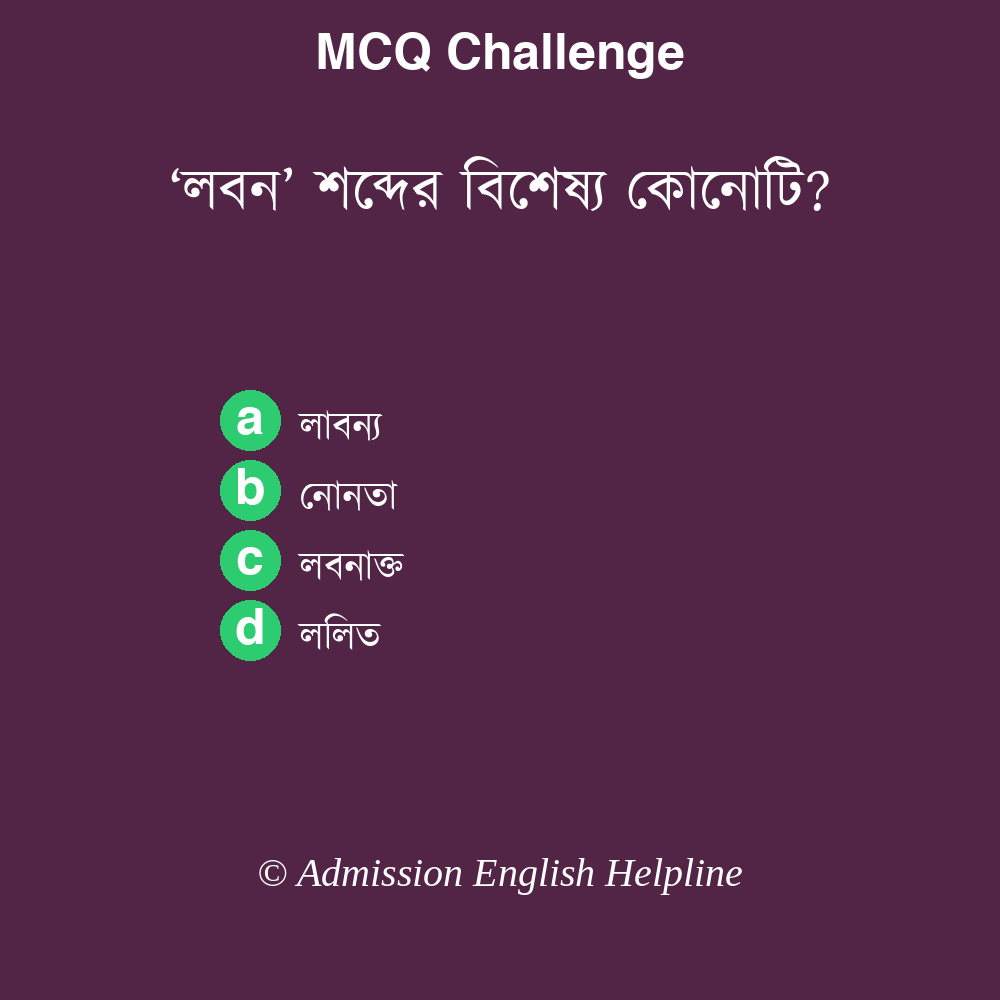 MCQ Challenge
‘লবন’ শব্দের বিশেষ্য কোনোটি?
a লাবন্য
b নোনতা
c লবনাক্ত
d ললিত
© Admission English Helpline